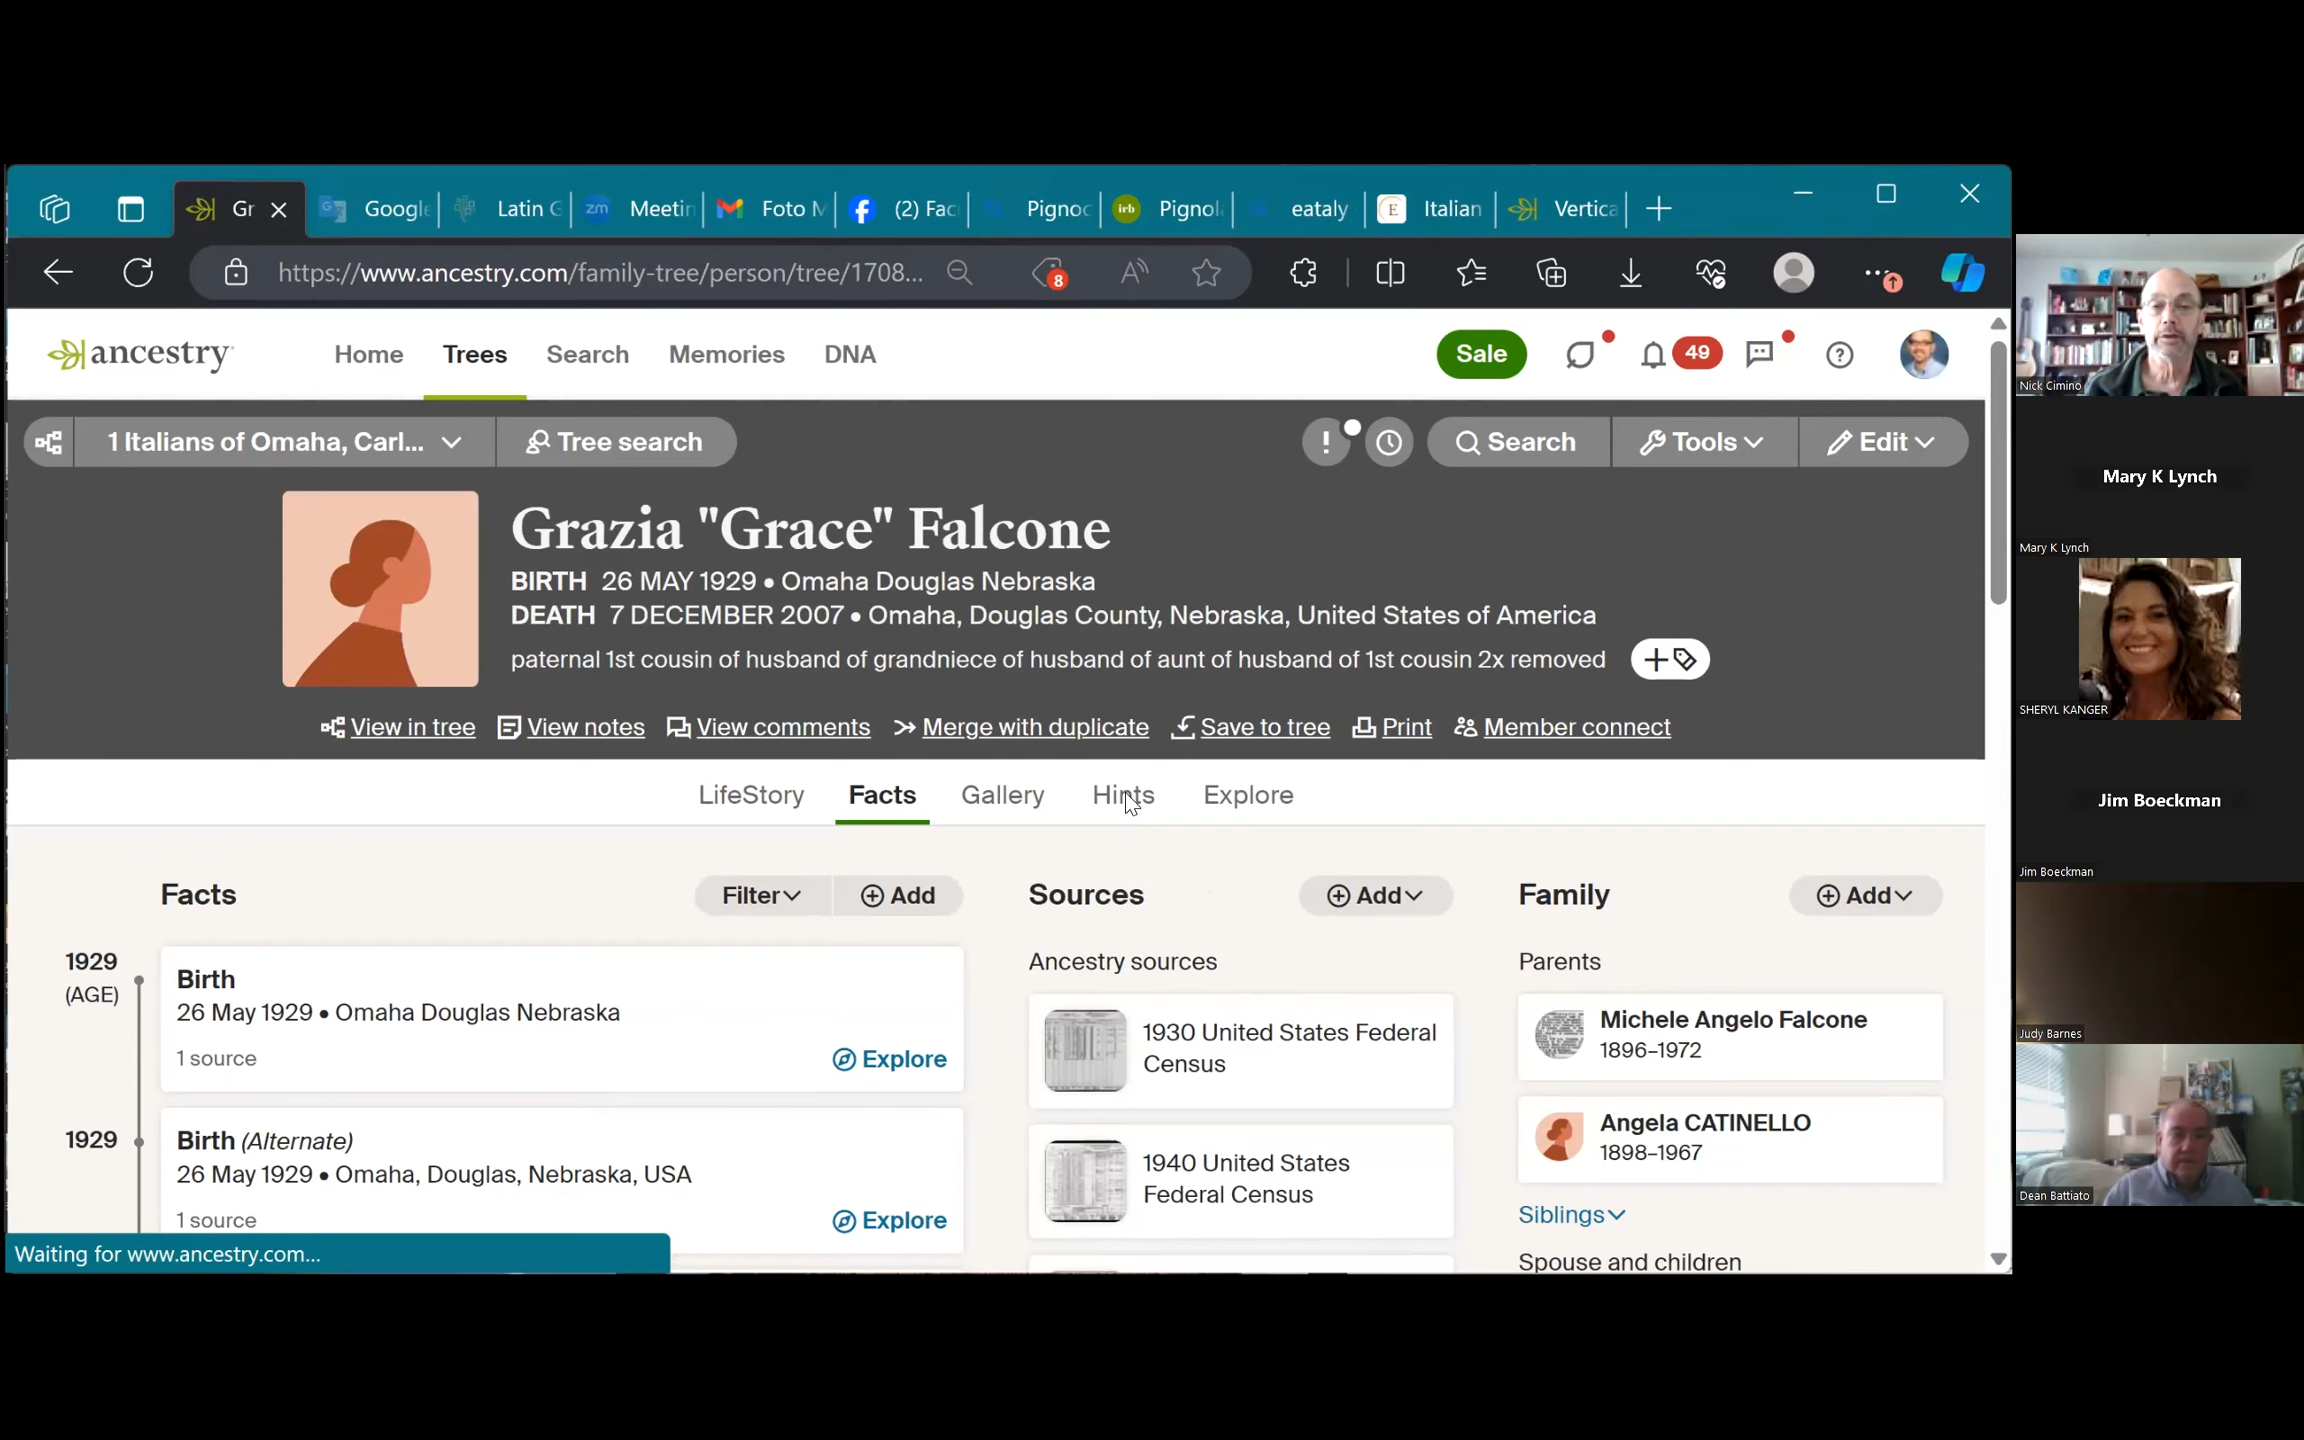 Gr
Google
Latin G
zm
Meetin
Foto M
(2) Fac
Pignoc
irb
Pignol
eataly
E
Italian
Vertica
https://www.ancestry.com/family-tree/person/tree/1708...
8
ancestry
Home
Trees
Search
Memories
DNA
Sale
49
1 Italians of Omaha, Carl...
Tree search
Search
Tools
Edit
Grazia "Grace" Falcone
BIRTH 26 MAY 1929 • Omaha Douglas Nebraska
DEATH 7 DECEMBER 2007 • Omaha, Douglas County, Nebraska, United States of America
paternal 1st cousin of husband of grandniece of husband of aunt of husband of 1st cousin 2x removed
View in tree
View notes
View comments
Merge with duplicate
Save to tree
Print
Member connect
LifeStory
Facts
Gallery
Hints
Explore
Facts
Filter
Add
1929
(AGE)
Birth
26 May 1929 • Omaha Douglas Nebraska
1 source
Explore
1929
Birth (Alternate)
26 May 1929 • Omaha, Douglas, Nebraska, USA
1 source
Explore
Sources
Add
Ancestry sources
1930 United States Federal
Census
1940 United States
Federal Census
Family
Add
Parents
Michele Angelo Falcone
1896–1972
Angela CATINELLO
1898–1967
Siblings
Spouse and children
Waiting for www.ancestry.com...
Nick Cimino
Mary K Lynch
Mary K Lynch
SHERYL KANGER
Jim Boeckman
Jim Boeckman
Judy Barnes
Dean Battiato